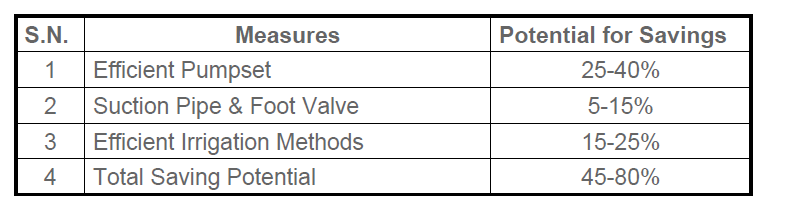 S.N. Measures Potential for Savings
1 Efficient Pumpset 25-40%
2 Suction Pipe & Foot Valve 5-15%
3 Efficient Irrigation Methods 15-25%
4 Total Saving Potential 45-80%